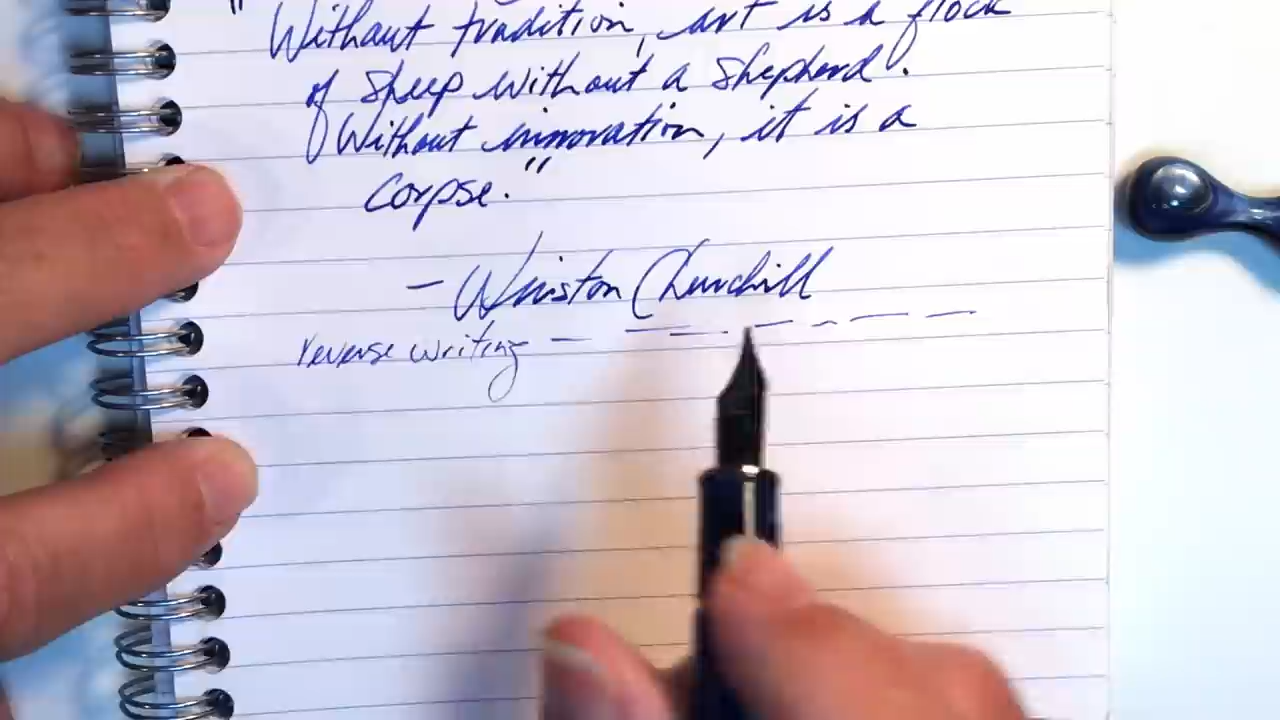 "Without tradition, art is a flock
of sheep without a shepherd.
Without innovation, it is a
corpse."
- Winston Churchill
reverse writing -